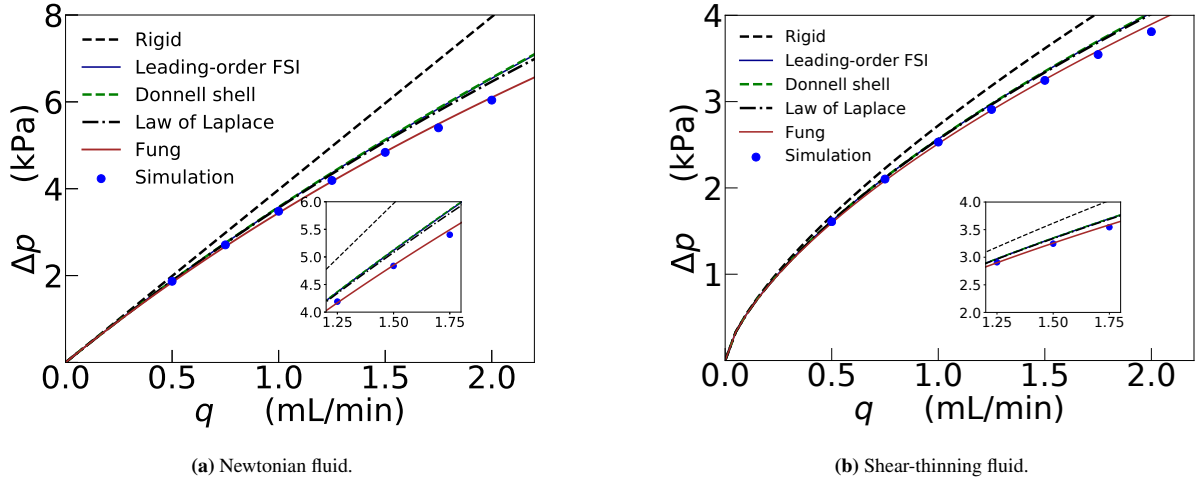 8
6
4
2
0.0
0.5
1.0
1.5
2.0
Δp (kPa)
q (mL/min)
Rigid
Leading-order FSI
Donnell shell
Law of Laplace
Fung
Simulation
6.0
5.5
5.0
4.5
4.0
1.25
1.50
1.75
(a) Newtonian fluid.
4
3
2
1
0
0.0
0.5
1.0
1.5
2.0
Δp (kPa)
q (mL/min)
Rigid
Leading-order FSI
Donnell shell
Law of Laplace
Fung
Simulation
4.0
3.5
3.0
2.5
2.0
1.25
1.50
1.75
(b) Shear-thinning fluid.